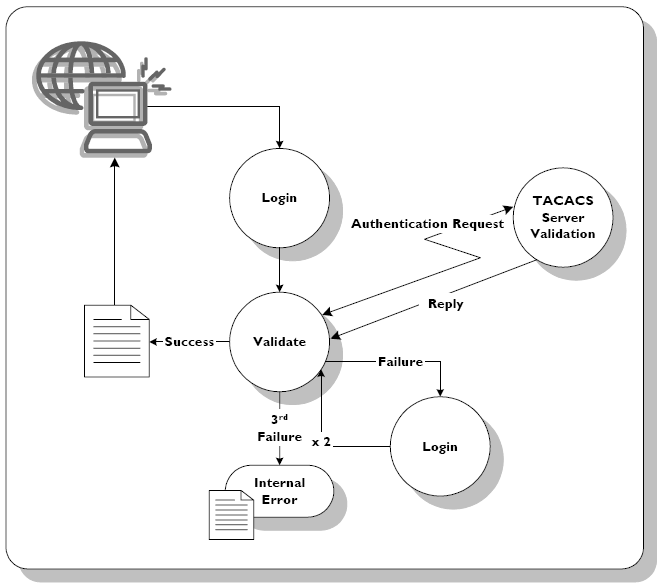 Login
TACACS
Server
Validation
Authentication Request
Reply
Validate
Success
Failure
3rd
Failure
x 2
Login
Internal
Error